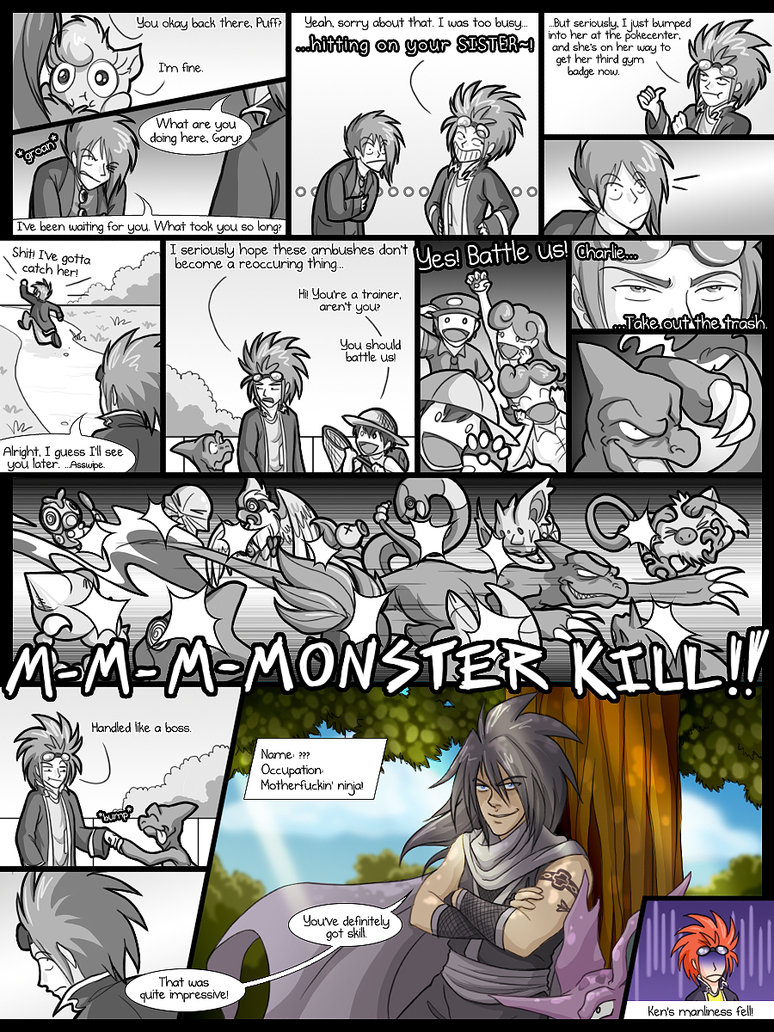 You okay back there, Puff?
I'm fine.
*groan*
What are you
doing here, Gary?
I've been waiting for you. What took you so long?
Yeah, sorry about that. I was too busy...
...hitting on your SISTER~!
...But seriously, I just bumped
into her at the pokecenter,
and she's on her way to
get her third gym
badge now.
Shit! I've gotta
catch her!
Alright, I guess I'll see
you later. ...Asswipe.
I seriously hope these ambushes don't
become a reoccuring thing...
Hi! You're a trainer,
aren't you?
You should
battle us!
Yes! Battle us!
Charlie...
...Take out the trash.
M-M-M-MONSTER KILL!!
Handled like a boss.
*bump*
Name: ???
Occupation:
Motherfuckin' ninja!
You've definitely
got skill.
That was
quite impressive!
Ken's manliness fell!